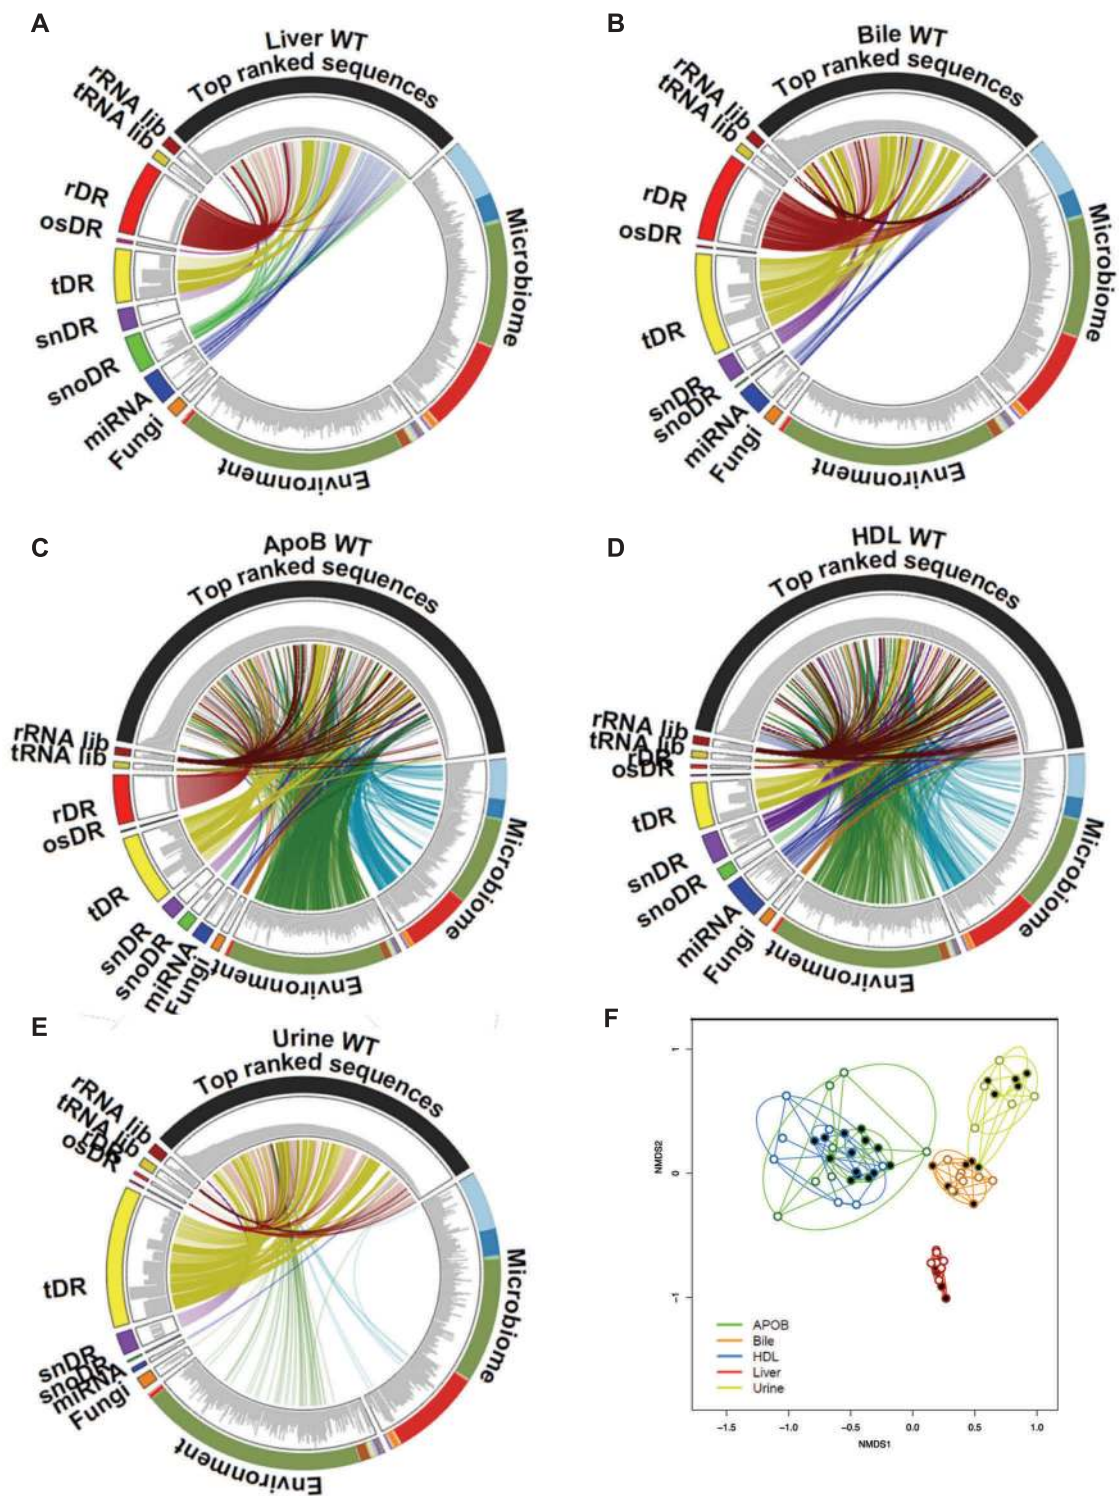 A
Liver WT
Top ranked sequences
rRNA lib
tRNA lib
rDR
osDR
tDR
snDR
snoDR
miRNA
Fungi
Environment
Microbiome
B
Bile WT
Top ranked sequences
rRNA lib
tRNA lib
rDR
osDR
tDR
snDR
snoDR
miRNA
Fungi
Environment
Microbiome
C
ApoB WT
Top ranked sequences
rRNA lib
tRNA lib
rDR
osDR
tDR
snDR
snoDR
miRNA
Fungi
Environment
Microbiome
D
HDL WT
Top ranked sequences
rRNA lib
tRNA lib
rDR
osDR
tDR
snDR
snoDR
miRNA
Fungi
Environment
Microbiome
E
Urine WT
Top ranked sequences
rRNA lib
tRNA lib
rDR
osDR
tDR
snDR
snoDR
miRNA
Fungi
Environment
Microbiome
F
NMDS2
1
0
−1
APOB
Bile
HDL
Liver
Urine
−1.5 −1.0 −0.5 0.0 0.5 1.0
NMDS1